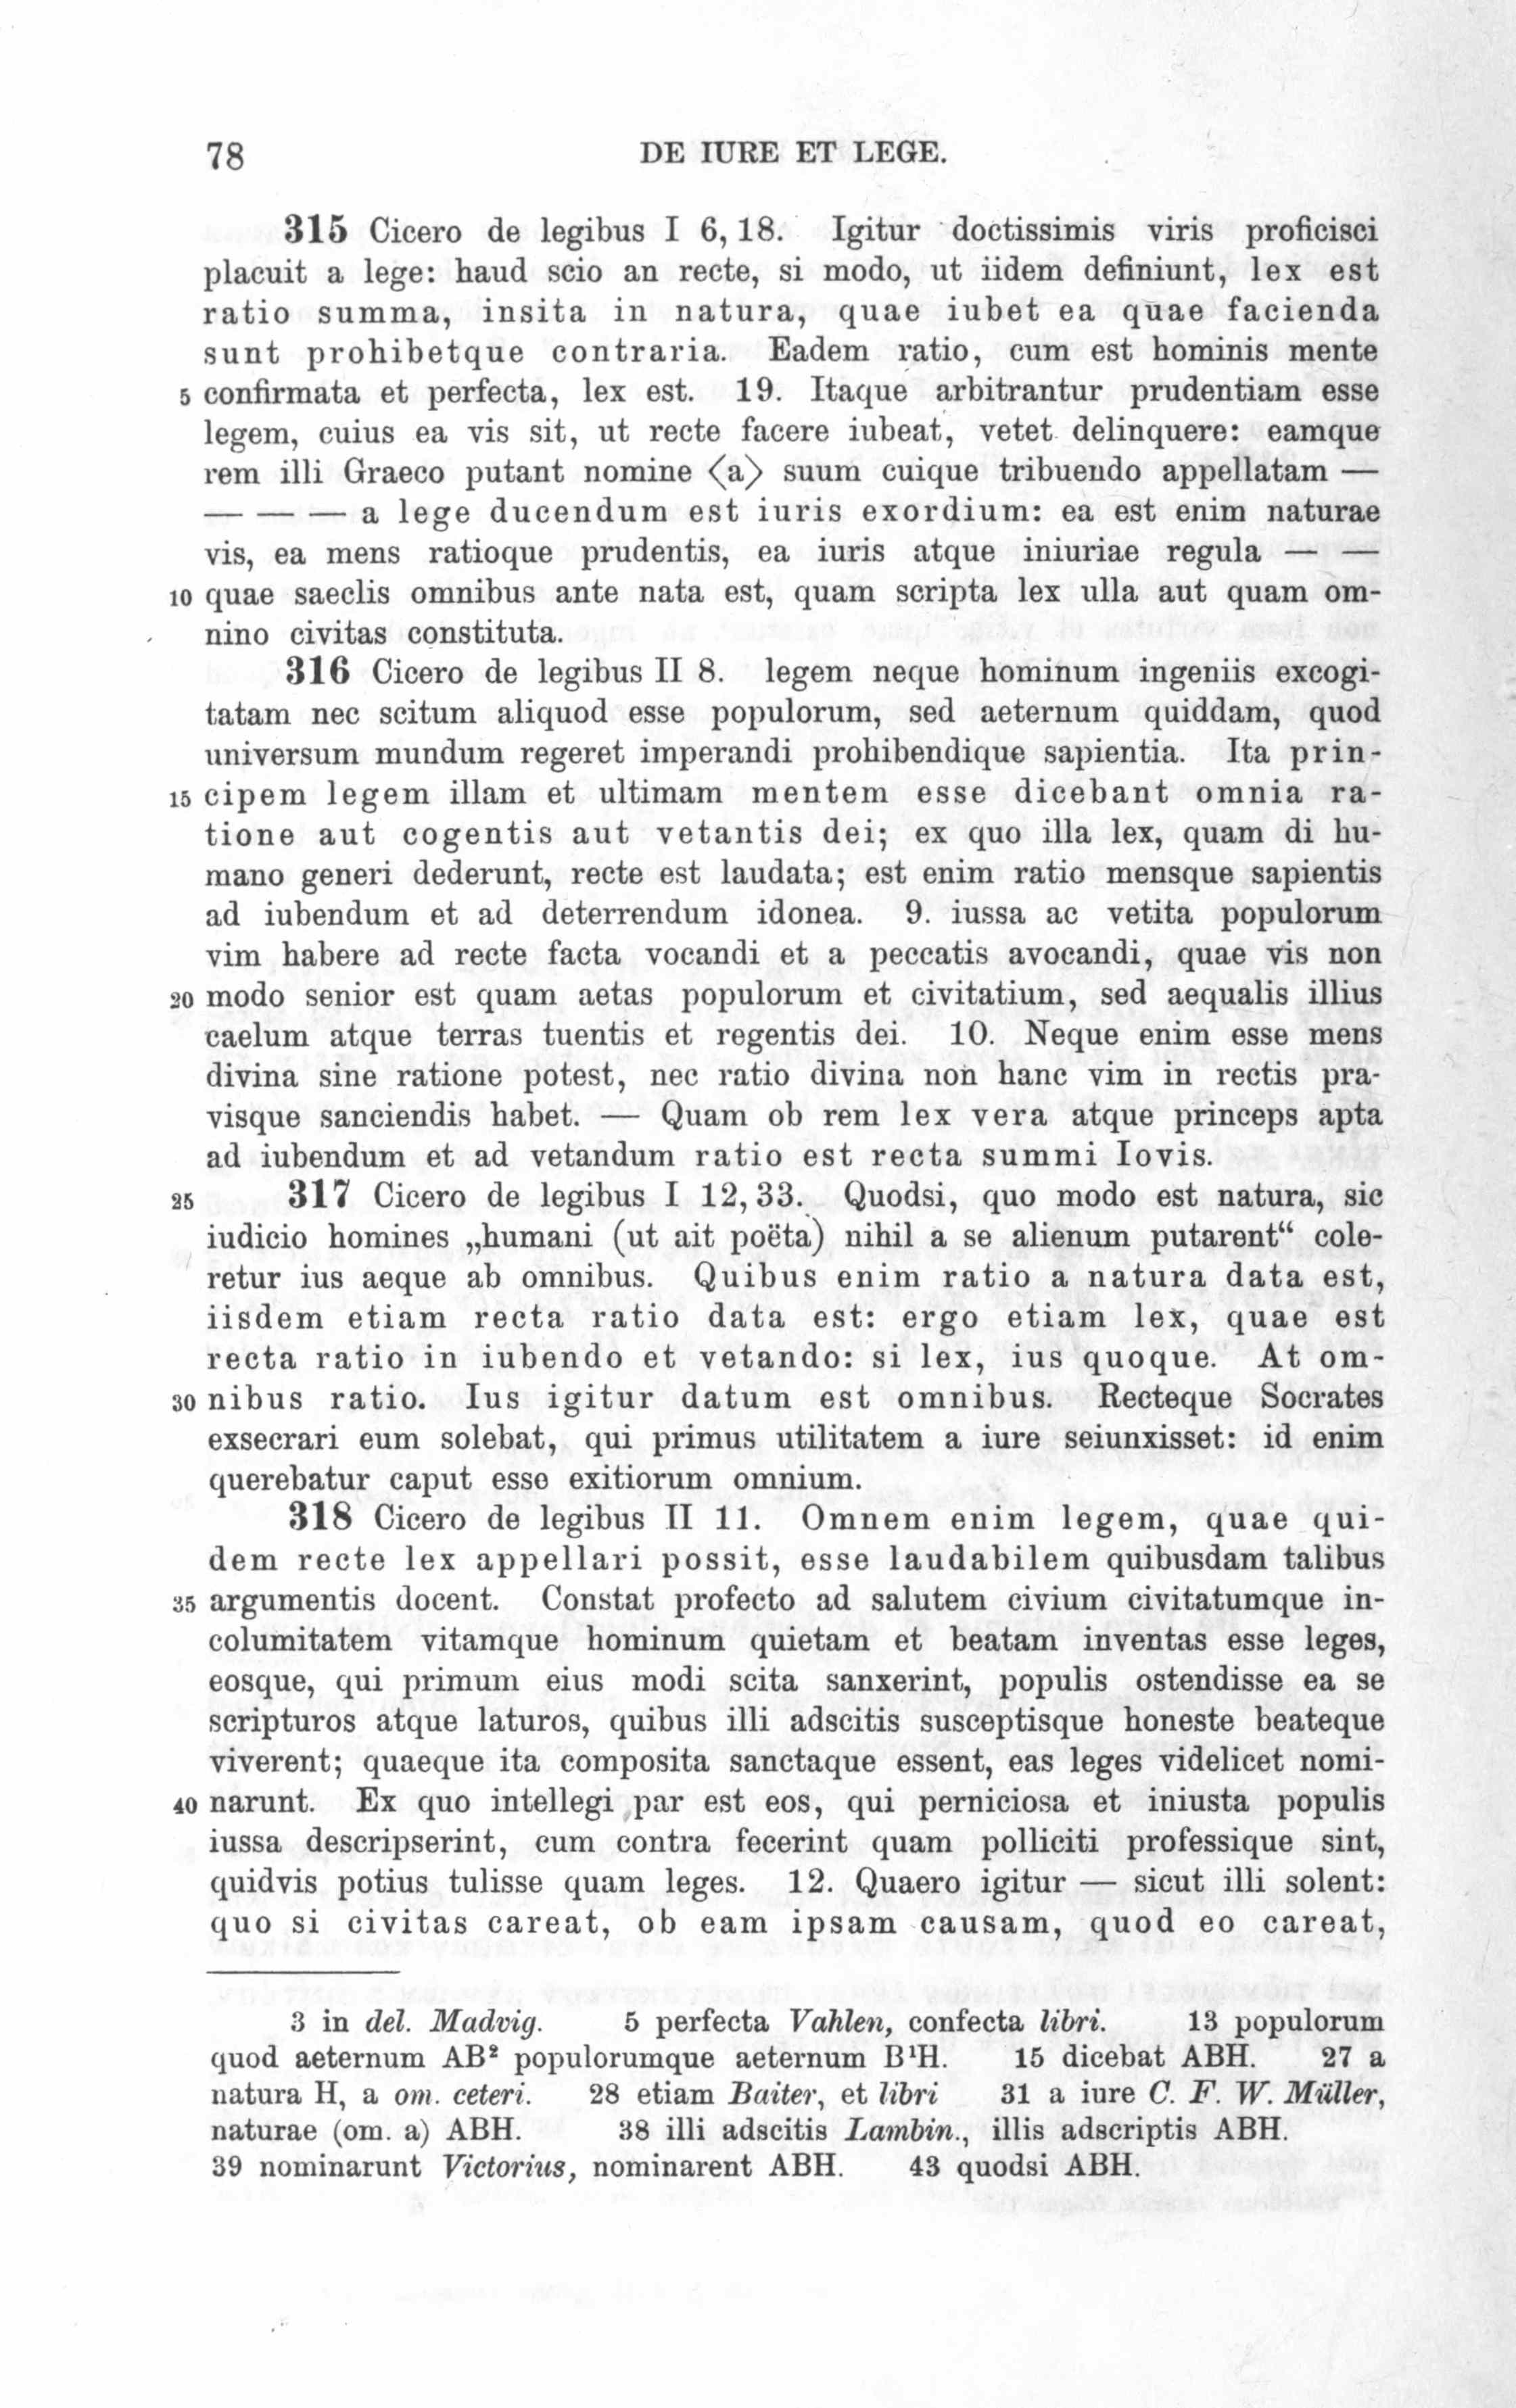 78 DE IURE ET LEGE.
315 Cicero de legibus I 6, 18. Igitur doctissimis viris proficisci
placuit a lege: haud scio an recte, si modo, ut iidem definiunt, lex est
ratio summa, insita in natura, quae iubet ea quae facienda
sunt prohibetque contraria. Eadem ratio, cum est hominis mente
5 confirmata et perfecta, lex est. 19. Itaque arbitrantur prudentiam esse
legem, cuius ea vis sit, ut recte facere iubeat, vetet delinquere: eamque
rem illi Graeco putant nomine ⟨a⟩ suum cuique tribuendo appellatam —
— — — a lege ducendum est iuris exordium: ea est enim naturae
vis, ea mens ratioque prudentis, ea iuris atque iniuriae regula — —
10 quae saeclis omnibus ante nata est, quam scripta lex ulla aut quam om-
nino civitas constituta.
316 Cicero de legibus II 8. legem neque hominum ingeniis excogi-
tatam nec scitum aliquod esse populorum, sed aeternum quiddam, quod
universum mundum regeret imperandi prohibendique sapientia. Ita prin-
15 cipem legem illam et ultimam mentem esse dicebant omnia ra-
tione aut cogentis aut vetantis dei; ex quo illa lex, quam di hu-
mano generi dederunt, recte est laudata; est enim ratio mensque sapientis
ad iubendum et ad deterrendum idonea. 9. iussa ac vetita populorum
vim habere ad recte facta vocandi et a peccatis avocandi, quae vis non
20 modo senior est quam aetas populorum et civitatium, sed aequalis illius
caelum atque terras tuentis et regentis dei. 10. Neque enim esse mens
divina sine ratione potest, nec ratio divina non hanc vim in rectis pra-
visque sanciendis habet. — Quam ob rem lex vera atque princeps apta
ad iubendum et ad vetandum ratio est recta summi Iovis.
25 317 Cicero de legibus I 12, 33. Quodsi, quo modo est natura, sic
iudicio homines „humani (ut ait poëta) nihil a se alienum putarent“ cole-
retur ius aeque ab omnibus. Quibus enim ratio a natura data est,
iisdem etiam recta ratio data est: ergo etiam lex, quae est
recta ratio in iubendo et vetando: si lex, ius quoque. At om-
30 nibus ratio. Ius igitur datum est omnibus. Recteque Socrates
exsecrari eum solebat, qui primus utilitatem a iure seiunxisset: id enim
querebatur caput esse exitiorum omnium.
318 Cicero de legibus II 11. Omnem enim legem, quae qui-
dem recte lex appellari possit, esse laudabilem quibusdam talibus
35 argumentis docent. Constat profecto ad salutem civium civitatumque in-
columitatem vitamque hominum quietam et beatam inventas esse leges,
eosque, qui primum eius modi scita sanxerint, populis ostendisse ea se
scripturos atque laturos, quibus illi adscitis susceptisque honeste beateque
viverent; quaeque ita composita sanctaque essent, eas leges videlicet nomi-
40 narunt. Ex quo intellegi par est eos, qui perniciosa et iniusta populis
iussa descripserint, cum contra fecerint quam polliciti professique sint,
quidvis potius tulisse quam leges. 12. Quaero igitur — sicut illi solent:
quo si civitas careat, ob eam ipsam causam, quod eo careat,
3 in del. Madvig. 5 perfecta Vahlen, confecta libri. 13 populorum
quod aeternum AB² populorumque aeternum B¹H. 15 dicebat ABH. 27 a
natura H, a om. ceteri. 28 etiam Baiter, et libri 31 a iure C. F. W. Müller,
naturae (om. a) ABH. 38 illi adscitis Lambin., illis adscriptis ABH.
39 nominarunt Victorius, nominarent ABH. 43 quodsi ABH.